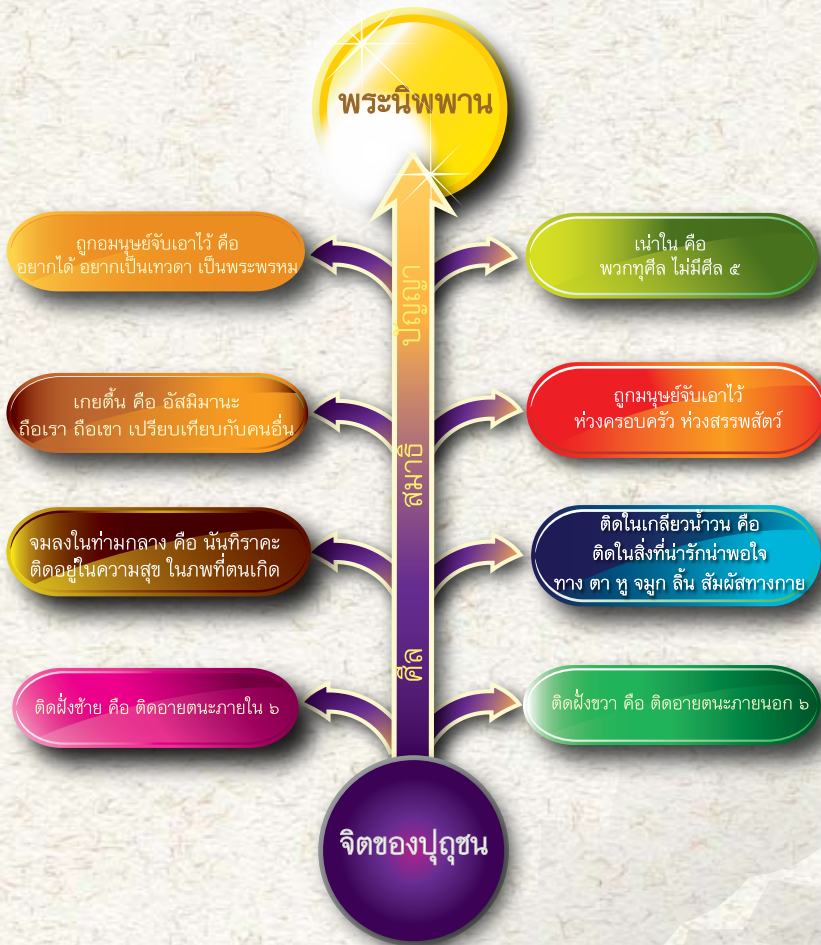 พระนิพพาน
ถูกอมนุษย์จับเอาไว้ คือ
อยากได้ อยากเป็นเทวดา เป็นพระพรหม
เน่าใน คือ
พวกทุศีล ไม่มีศีล ๕
ปัญญา
เกยตื้น คือ อัสมิมานะ
ถือเรา ถือเขา เปรียบเทียบกับคนอื่น
ถูกมนุษย์จับเอาไว้
ห่วงครอบครัว ห่วงสรรพสัตว์
สมาธิ
จมลงในท่ามกลาง คือ นันทิราคะ
ติดอยู่ในความสุข ในภพที่ตนเกิด
ติดในเกลียวน้ำวน คือ
ติดในสิ่งที่น่ารักน่าพอใจ
ทาง ตา หู จมูก ลิ้น สัมผัสทางกาย
ศีล
ติดฝั่งซ้าย คือ ติดอายตนะภายใน ๖
ติดฝั่งขวา คือ ติดอายตนะภายนอก ๖
จิตของปุถุชน